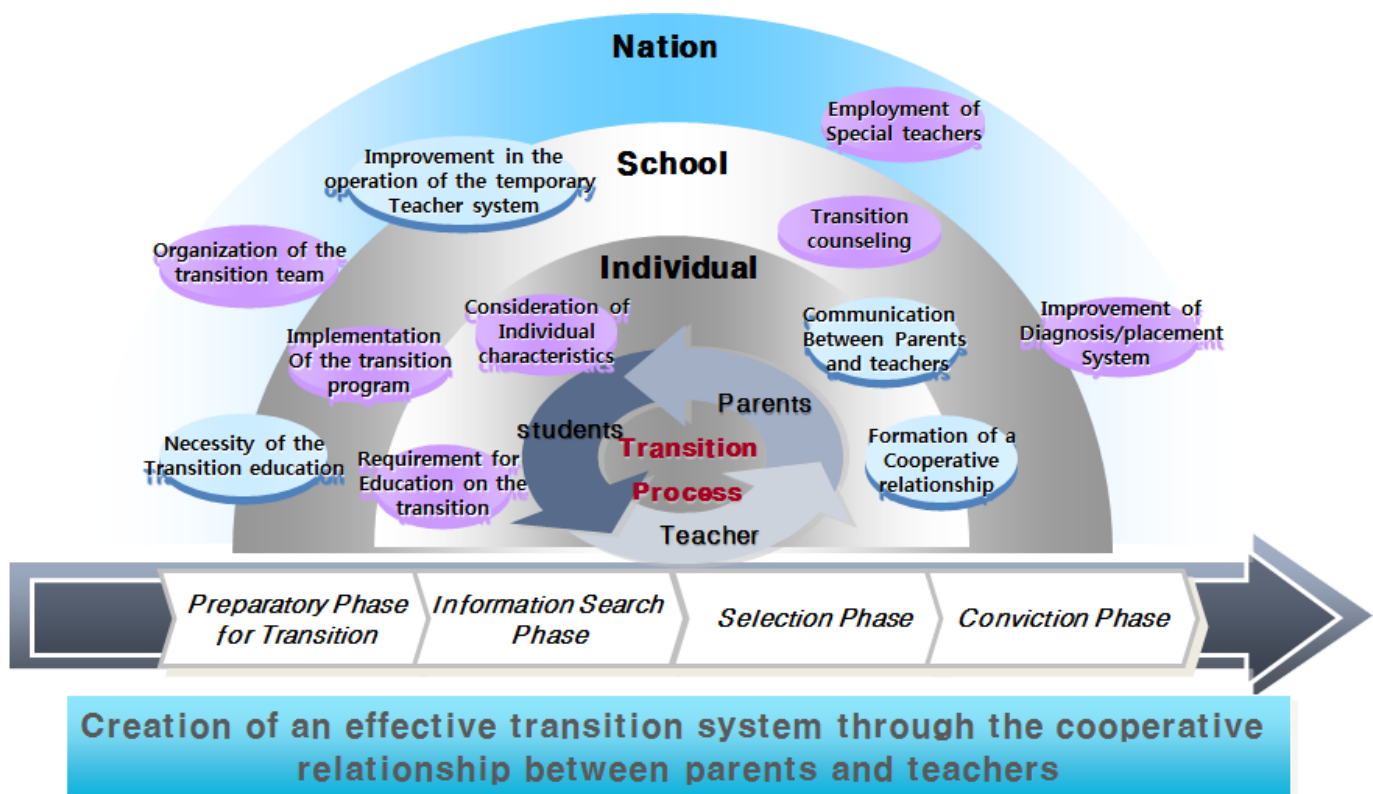 Nation
Employment of
Special teachers
Improvement in the
operation of the temporary
Teacher system
School
Transition
counseling
Organization of the
transition team
Individual
Consideration of
Individual
characteristics
Communication
Between Parents
and teachers
Improvement of
Diagnosis/placement
System
Implementation
Of the transition
program
Parents
students
Transition
Process
Teacher
Necessity of the
Transition education
Requirement for
Education on the
transition
Formation of a
Cooperative
relationship
Preparatory Phase
for Transition
Information Search
Phase
Selection Phase
Conviction Phase
Creation of an effective transition system through the cooperative
relationship between parents and teachers